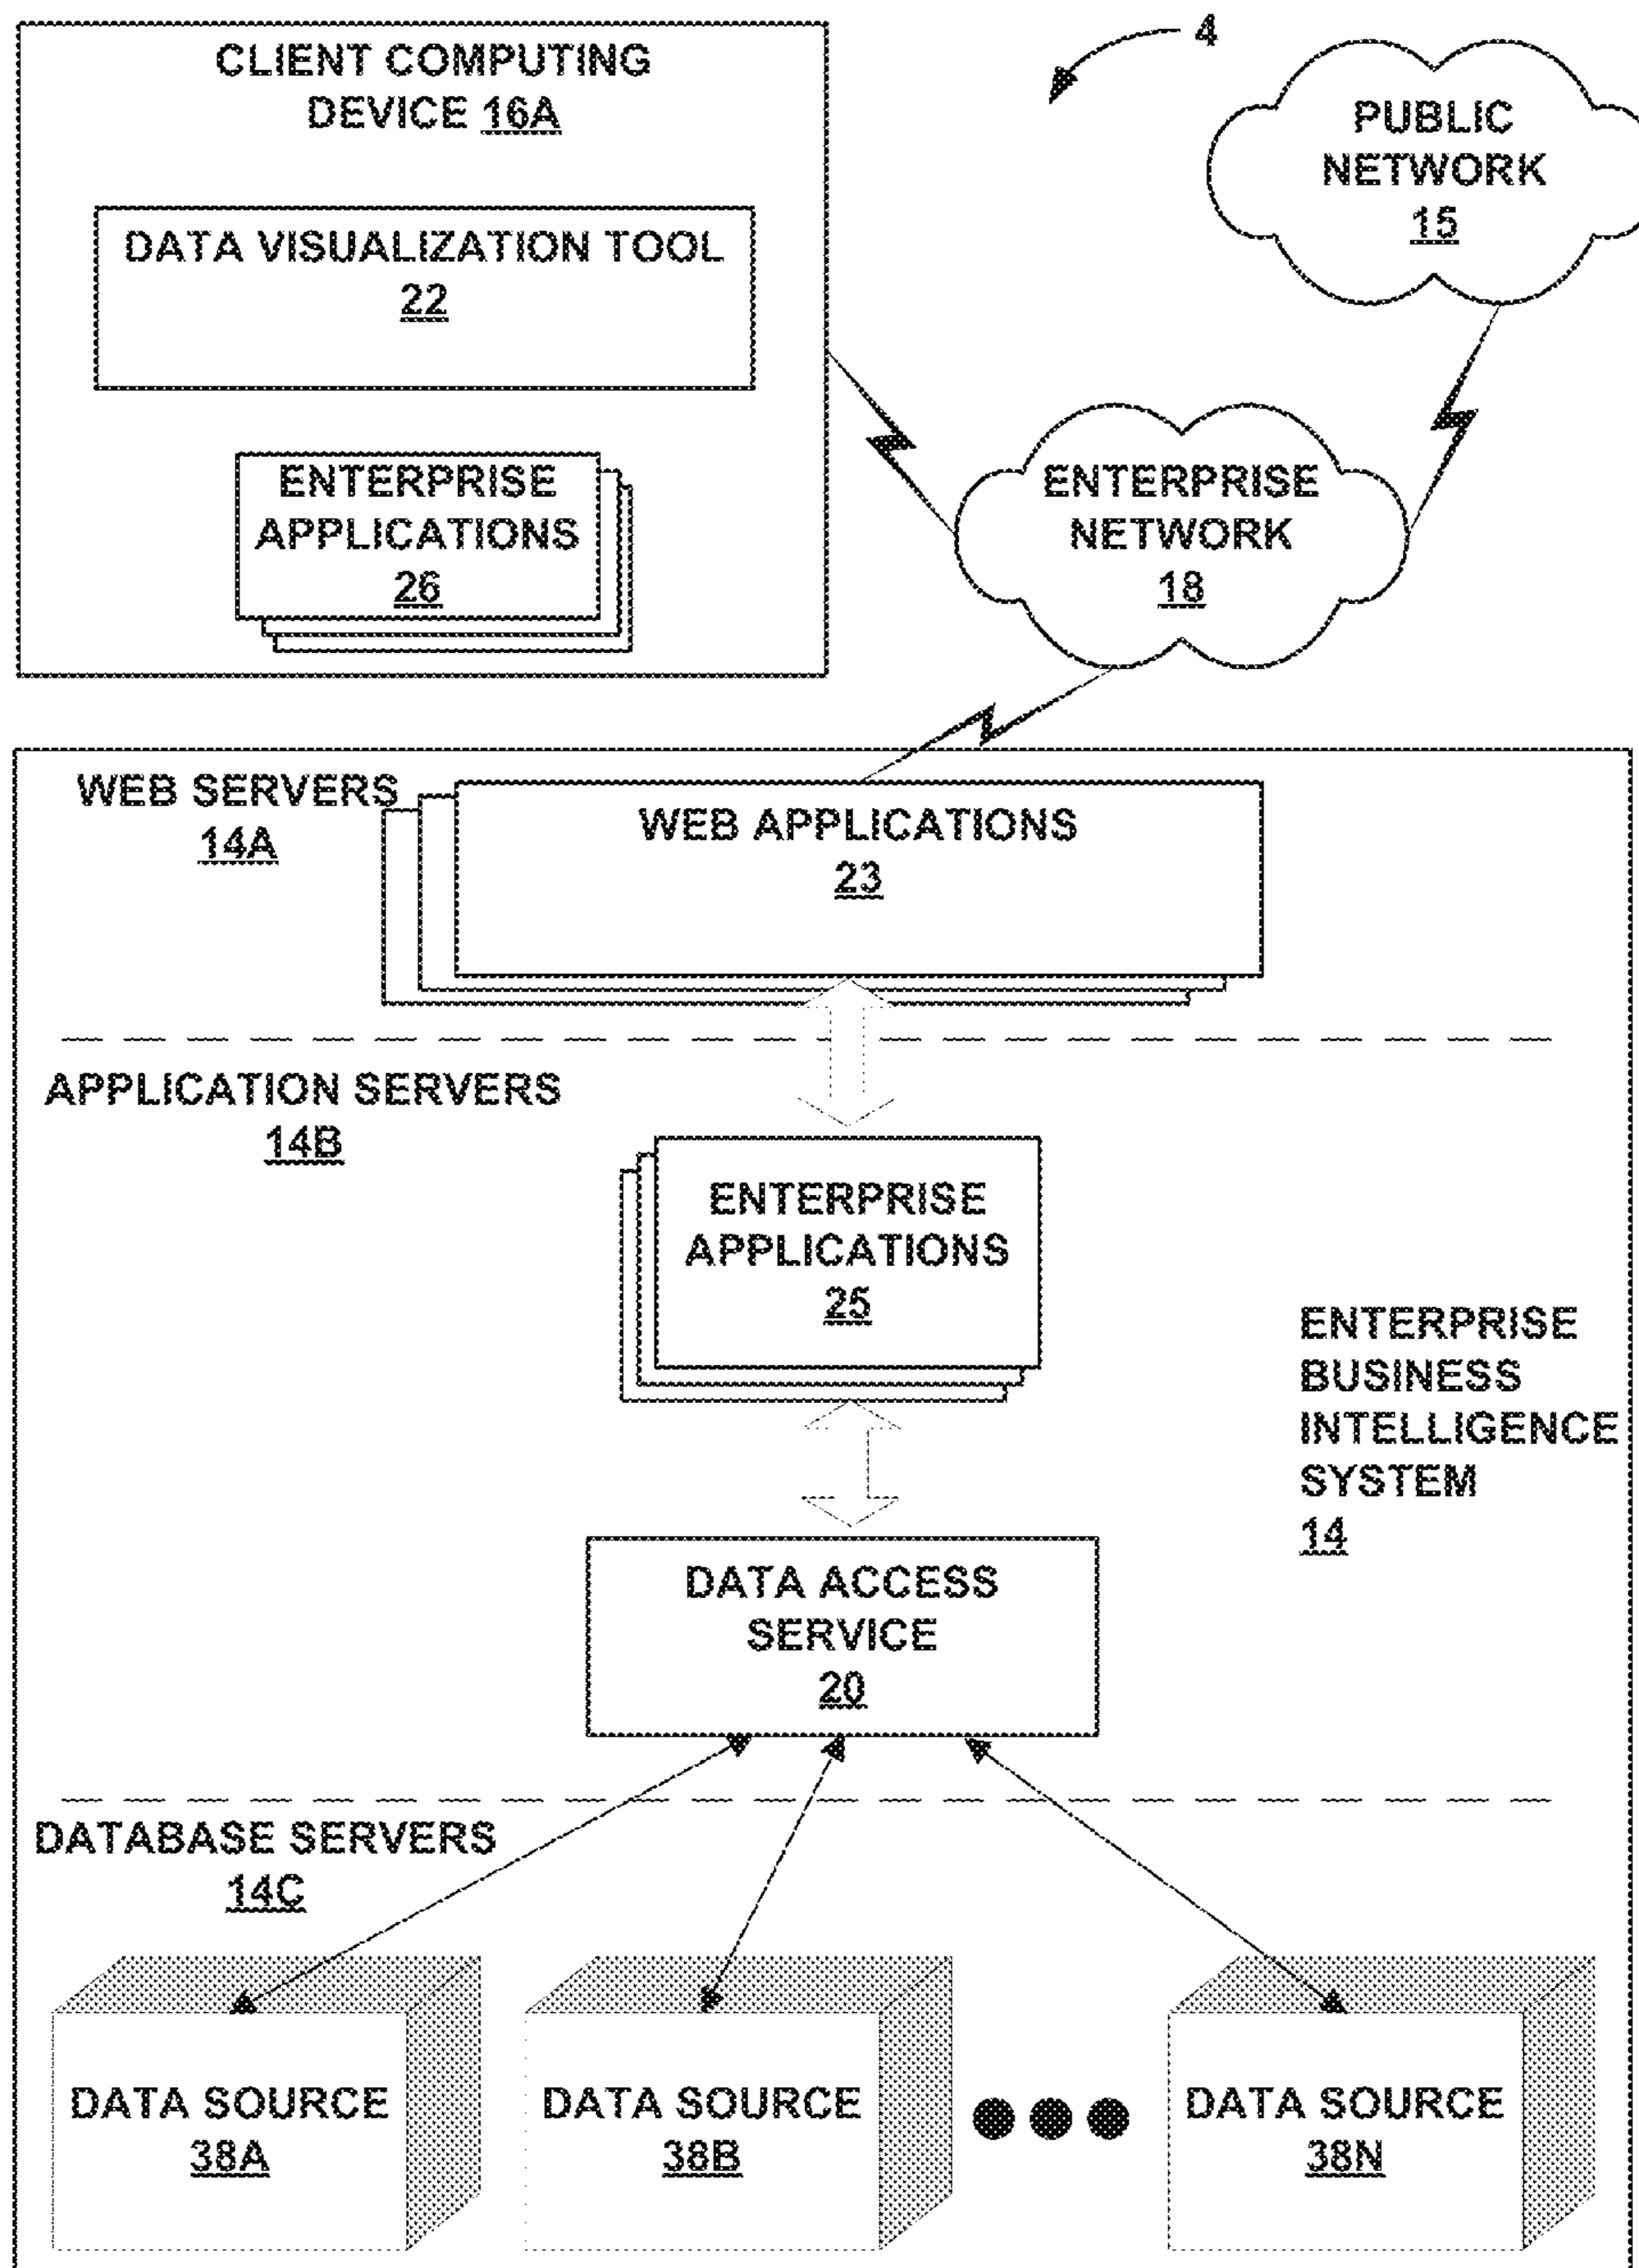 CLIENT COMPUTING
DEVICE 16A
4
PUBLIC
NETWORK
15
DATA VISUALIZATION TOOL
22
ENTERPRISE
APPLICATIONS
26
ENTERPRISE
NETWORK
18
WEB SERVERS
14A
WEB APPLICATIONS
23
APPLICATION SERVERS
14B
ENTERPRISE
APPLICATIONS
25
ENTERPRISE
BUSINESS
INTELLIGENCE
SYSTEM
14
DATA ACCESS
SERVICE
20
DATABASE SERVERS
14C
DATA SOURCE
38A
DATA SOURCE
38B
DATA SOURCE
38N